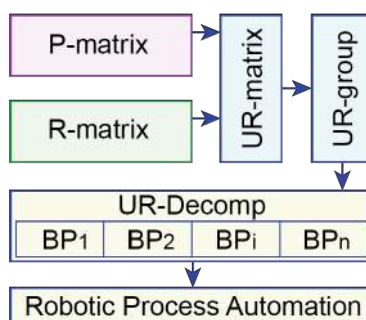 P-matrix
R-matrix
UR-matrix
UR-group
UR-Decomp
BP1 BP2 BPi BPn
Robotic Process Automation